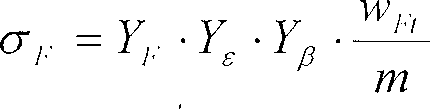 σ_F = Y_F · Y_ε · Y_β · w_Ft / m